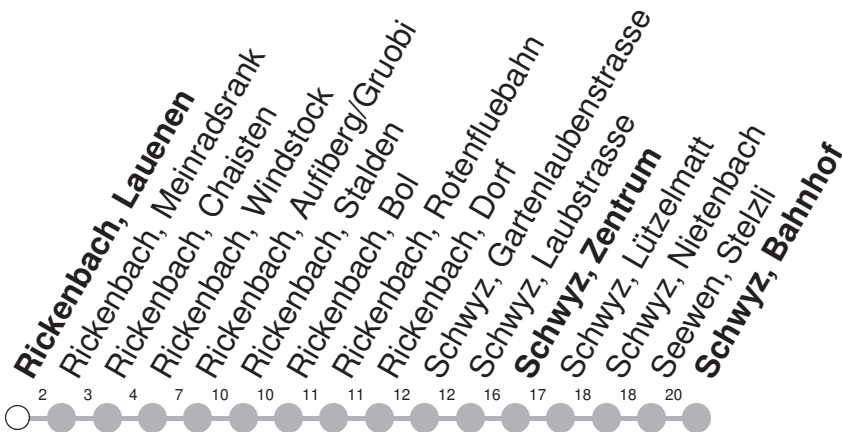 Rickenbach, Lauenen
Rickenbach, Meinradsrank
Rickenbach, Chaisten
Rickenbach, Windstock
Rickenbach, Aufiberg/Gruobi
Rickenbach, Stalden
Rickenbach, Bol
Rickenbach, Rotenfluebahn
Rickenbach, Dorf
Schwyz, Gartenlaubenstrasse
Schwyz, Laubstrasse
Schwyz, Zentrum
Schwyz, Lützelmatt
Schwyz, Nietenbach
Seewen, Stelzli
Schwyz, Bahnhof
2 3 4 7 10 10 11 11 12 12 16 17 18 18 20